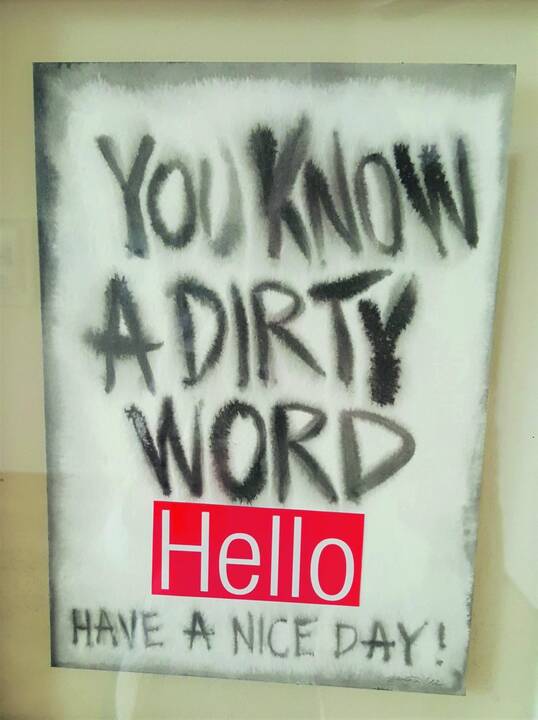 YOU KNOW
A DIRTY
WORD
Hello
HAVE A NICE DAY!